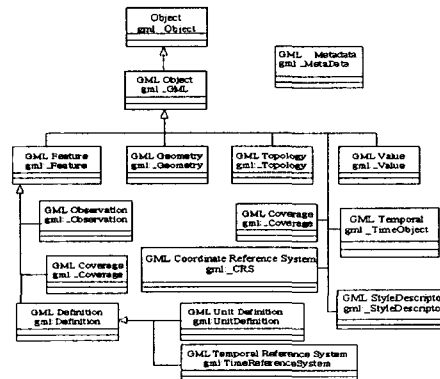 Object
gml:_Object
GML Metadata
gml:_MetaData
GML Object
gml:_GML
GML Feature
gml:_Feature
GML Geometry
gml:_Geometry
GML Topology
gml:_Topology
GML Value
gml:_Value
GML Observation
gml:_Observation
GML Coverage
gml:_Coverage
GML Temporal
gml:_TimeObject
GML Coverage
gml:_Coverage
GML Coordinate Reference System
gml:_CRS
GML Definition
gml:Definition
GML Unit Definition
gml:UnitDefinition
GML StyleDescripto
gml:_StyleDescripto
GML Temporal Reference System
gml:TimeReferenceSystem